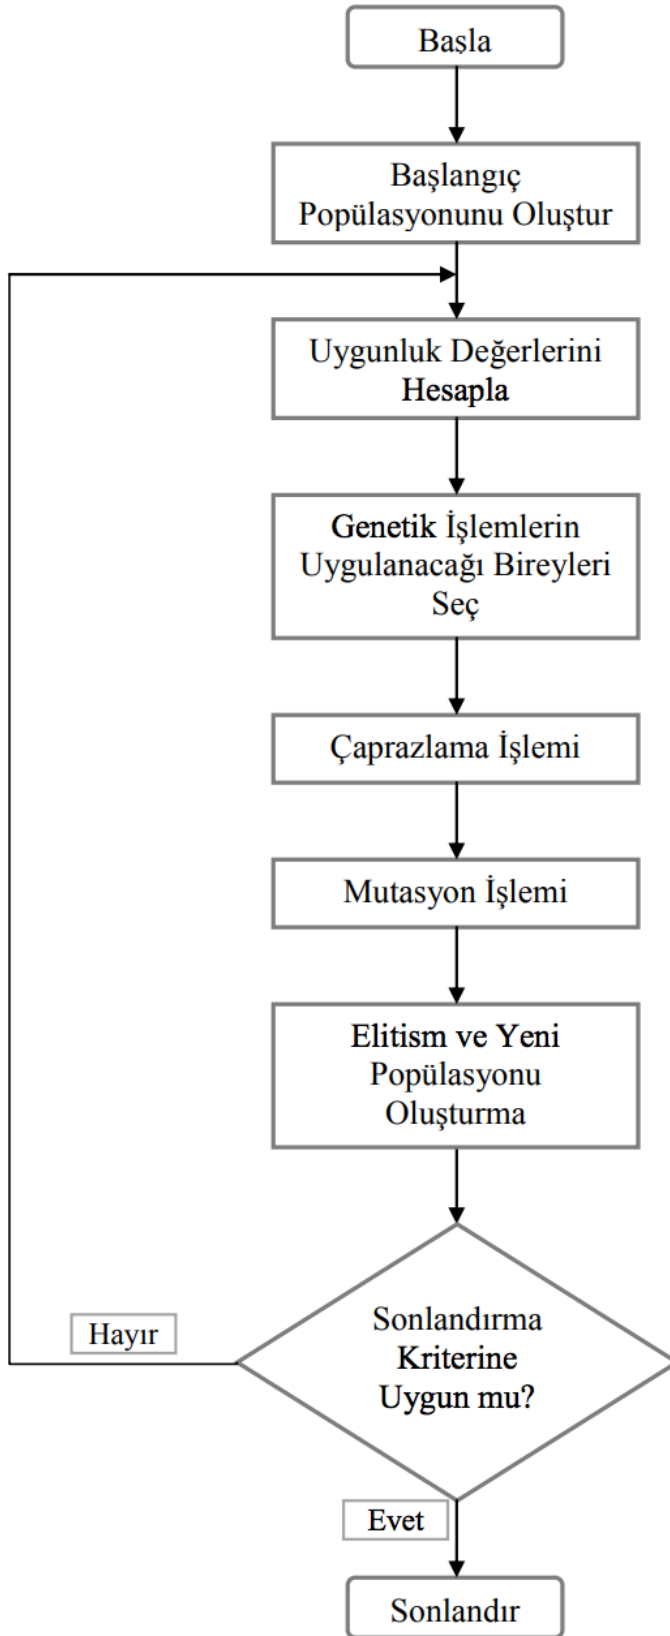 Başla
Başlangıç
Popülasyonunu Oluştur
Uygunluk Değerlerini
Hesapla
Genetik İşlemlerin
Uygulanacağı Bireyleri
Seç
Çaprazlama İşlemi
Mutasyon İşlemi
Elitism ve Yeni
Popülasyonu
Oluşturma
Sonlandırma
Kriterine
Uygun mu?
Hayır
Evet
Sonlandır